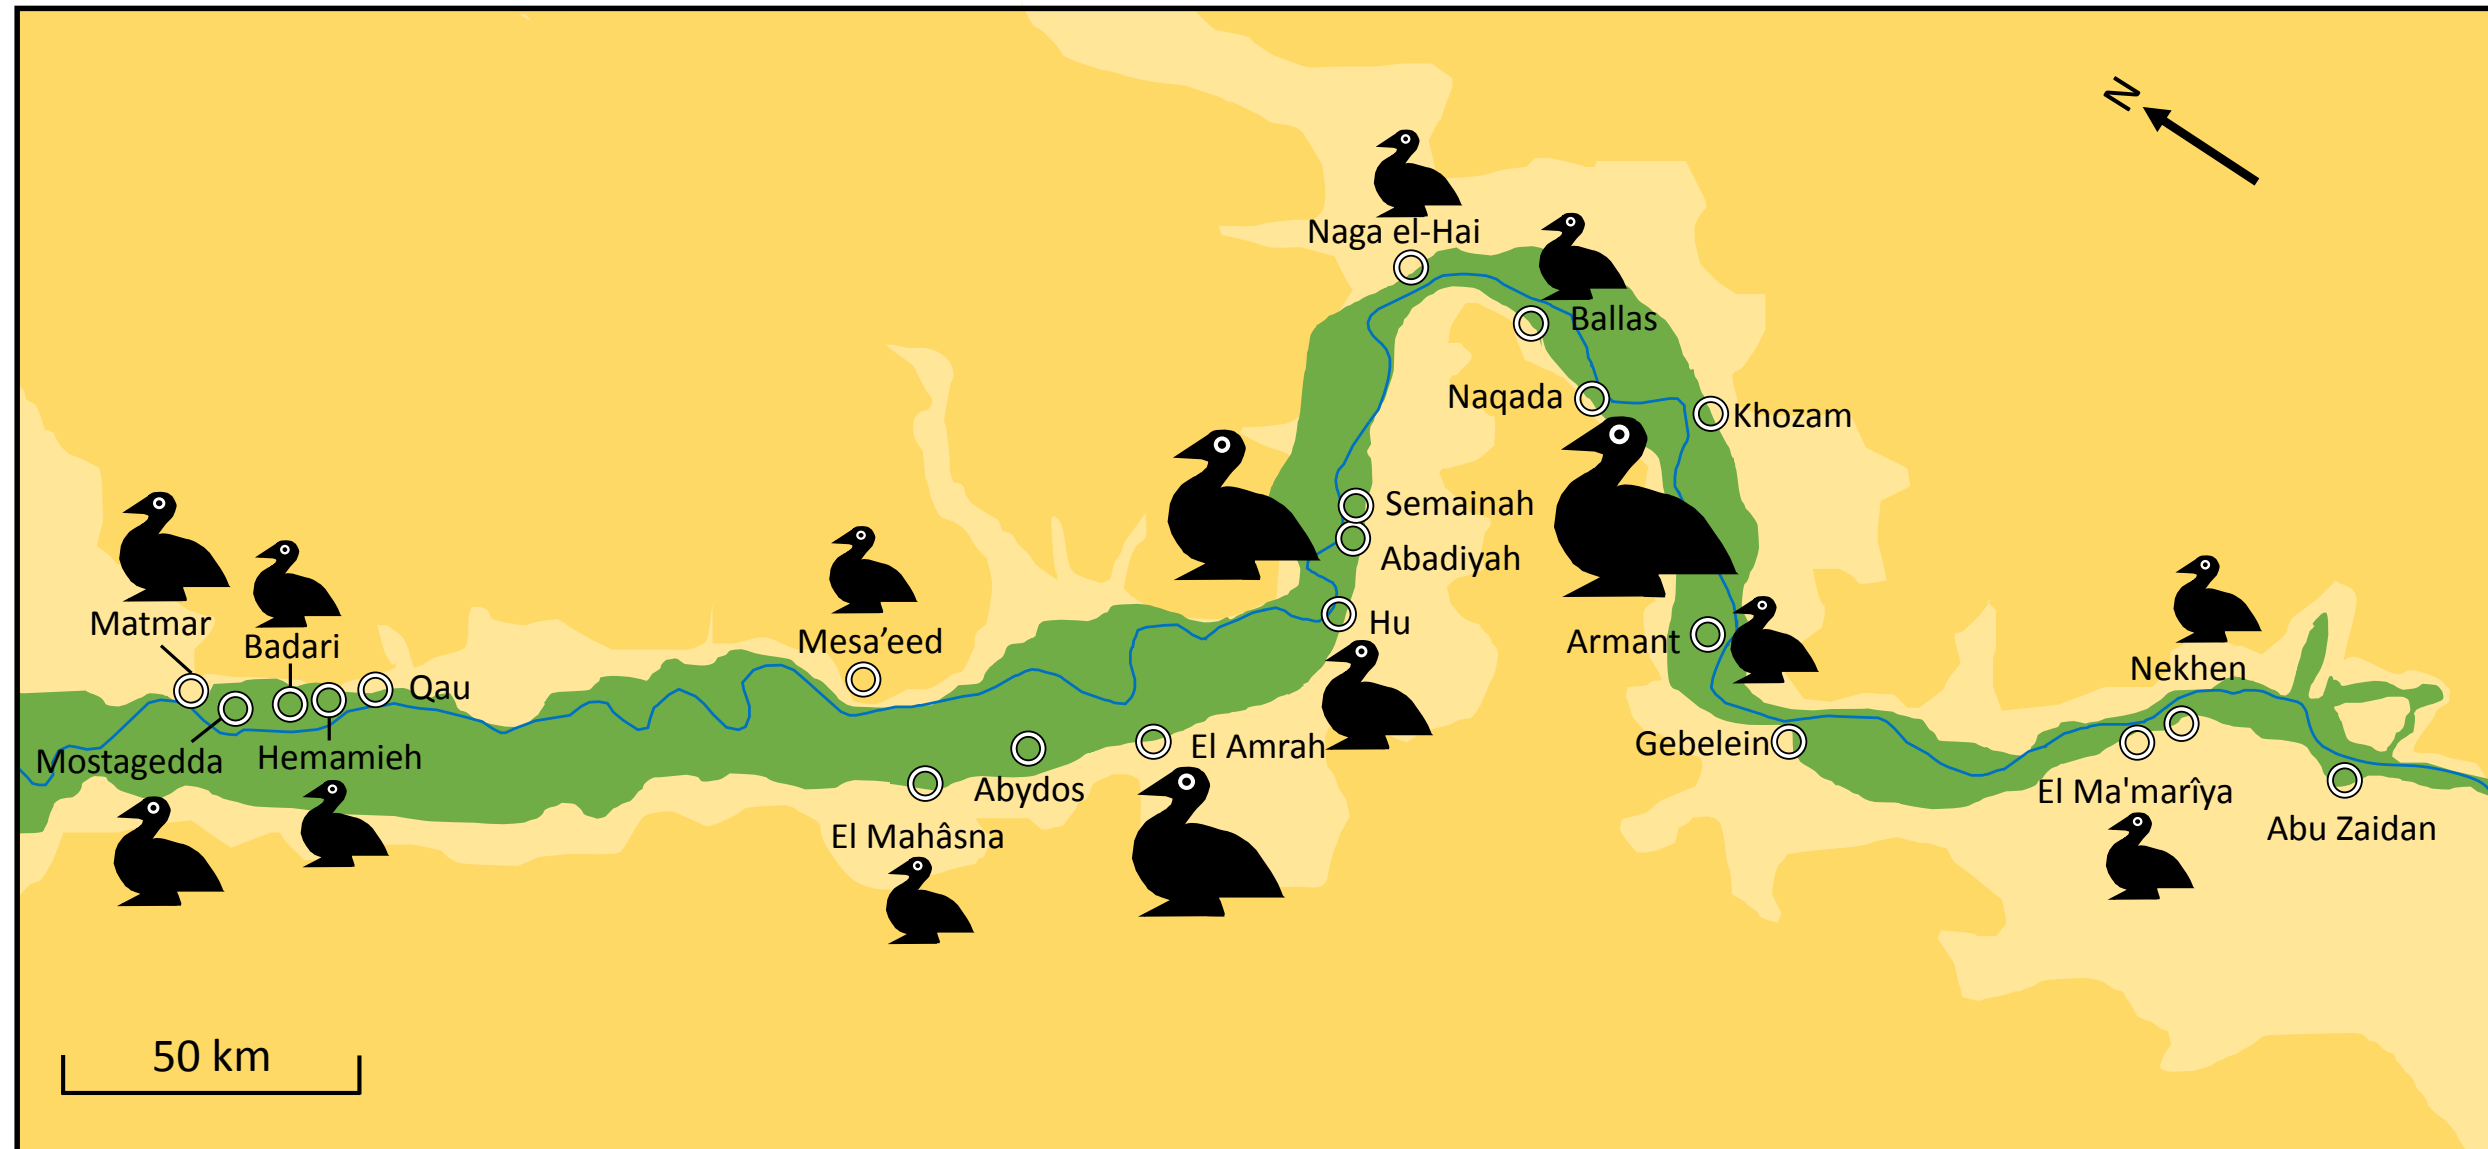 N
Naga el-Hai
Ballas
Naqada
Khozam
Semainah
Abadiyah
Matmar
Badari
Mesa’eed
Hu
Armant
Nekhen
Qau
Mostagedda
Hemamieh
El Amrah
Gebelein
Abydos
El Ma'marîya
El Mahâsna
Abu Zaidan
50 km